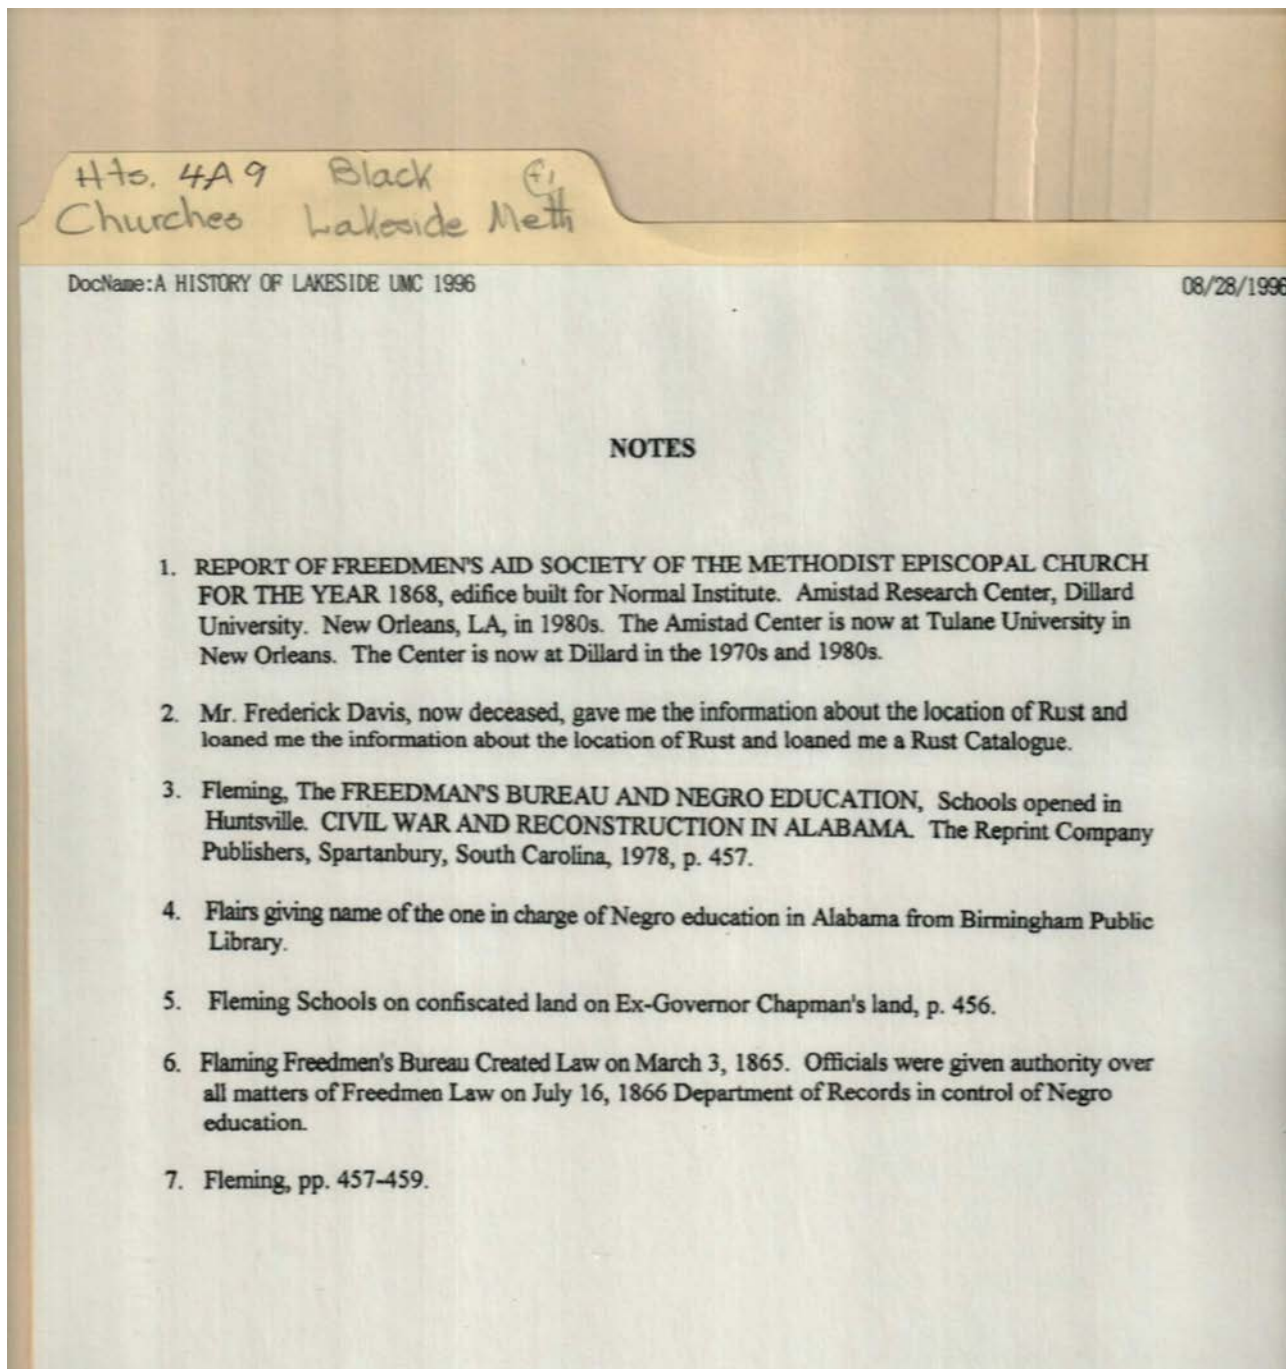 Hts. 4A9 Black
Churches Lakeside Meth
DocName:A HISTORY OF LAKESIDE UMC 1996 08/28/1996
NOTES
1. REPORT OF FREEDMEN'S AID SOCIETY OF THE METHODIST EPISCOPAL CHURCH
FOR THE YEAR 1868, edifice built for Normal Institute. Amistad Research Center, Dillard
University. New Orleans, LA, in 1980s. The Amistad Center is now at Tulane University in
New Orleans. The Center is now at Dillard in the 1970s and 1980s.
2. Mr. Frederick Davis, now deceased, gave me the information about the location of Rust and
loaned me the information about the location of Rust and loaned me a Rust Catalogue.
3. Fleming, The FREEDMAN'S BUREAU AND NEGRO EDUCATION, Schools opened in
Huntsville. CIVIL WAR AND RECONSTRUCTION IN ALABAMA. The Reprint Company
Publishers, Spartanbury, South Carolina, 1978, p. 457.
4. Flairs giving name of the one in charge of Negro education in Alabama from Birmingham Public
Library.
5. Fleming Schools on confiscated land on Ex-Governor Chapman's land, p. 456.
6. Flaming Freedmen's Bureau Created Law on March 3, 1865. Officials were given authority over
all matters of Freedmen Law on July 16, 1866 Department of Records in control of Negro
education.
7. Fleming, pp. 457-459.